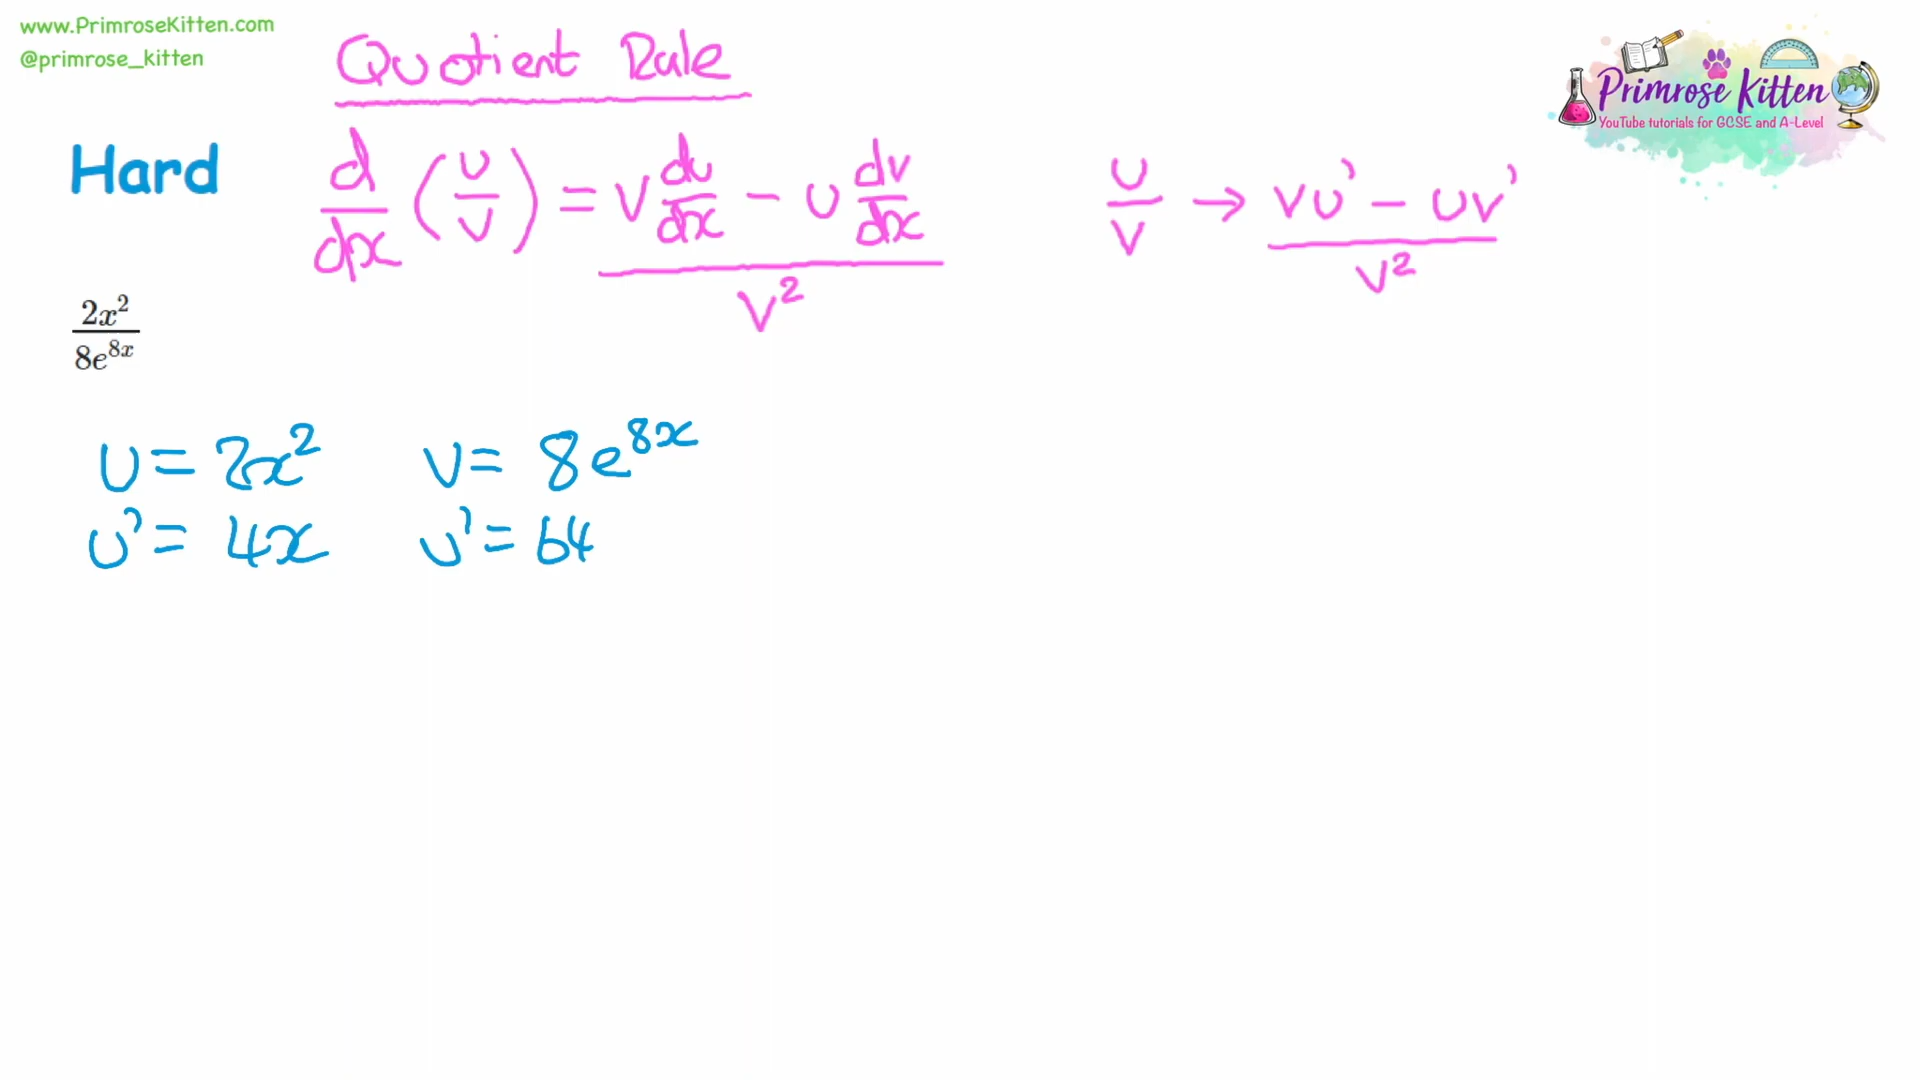 www.PrimroseKitten.com
@primrose_kitten
Quotient Rule
Primrose Kitten
YouTube tutorials for GCSE and A-Level
Hard
d/dx (u/v) = (v du/dx - u dv/dx)/v²
u/v → (vu' - uv')/v²
2x²/8e^(8x)
u = 2x² v = 8e^(8x)
u' = 4x v' = 64